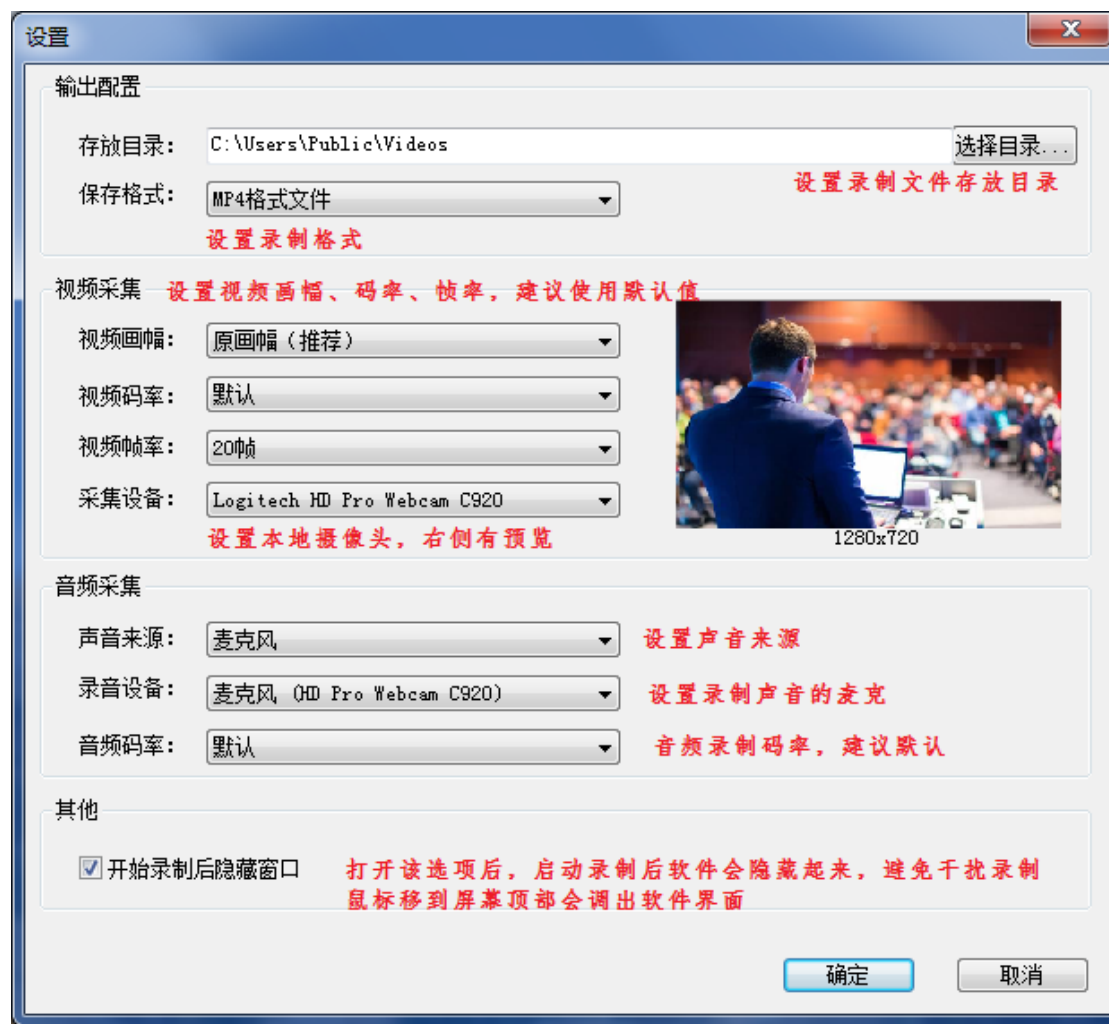 设置
输出配置
存放目录： C:\Users\Public\Videos 选择目录...
设置录制文件存放目录
保存格式： MP4格式文件
设置录制格式
视频采集 设置视频画幅、码率、帧率，建议使用默认值
视频画幅： 原画幅（推荐）
视频码率： 默认
视频帧率： 20帧
采集设备： Logitech HD Pro Webcam C920
设置本地摄像头，右侧有预览
1280x720
音频采集
声音来源： 麦克风 设置声音来源
录音设备： 麦克风 (HD Pro Webcam C920) 设置录制声音的麦克
音频码率： 默认 音频录制码率，建议默认
其他
开始录制后隐藏窗口 打开该选项后，启动录制后软件会隐藏起来，避免干扰录制
鼠标移到屏幕顶部会调出软件界面
确定 取消